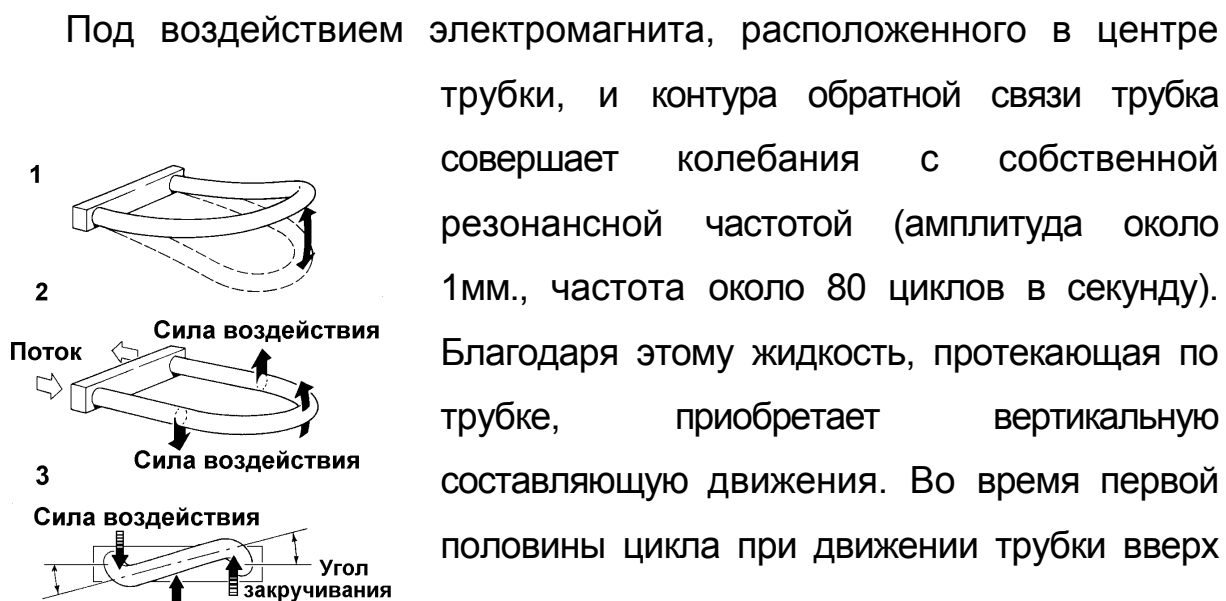 Под воздействием электромагнита, расположенного в центре
трубки, и контура обратной связи трубка
совершает колебания с собственной
резонансной частотой (амплитуда около
1мм., частота около 80 циклов в секунду).
Благодаря этому жидкость, протекающая по
трубке, приобретает вертикальную
составляющую движения. Во время первой
половины цикла при движении трубки вверх
1
2
Сила воздействия
Поток
Сила воздействия
3
Сила воздействия
Угол
закручивания